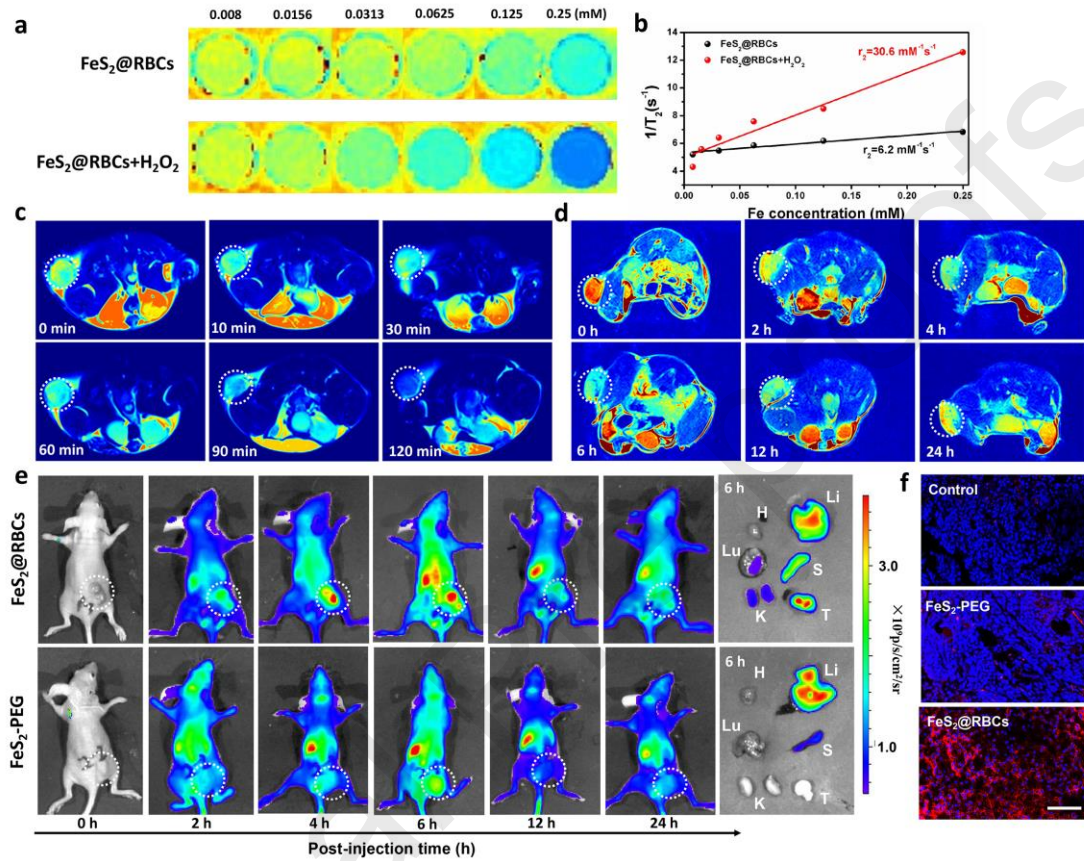 a
0.008 0.0156 0.0313 0.0625 0.125 0.25 (mM)
FeS₂@RBCs
FeS₂@RBCs+H₂O₂
b
14
12
10
8
6
4
1/T₂(s⁻¹)
FeS₂@RBCs
FeS₂@RBCs+H₂O₂
r₂=30.6 mM⁻¹s⁻¹
r₂=6.2 mM⁻¹s⁻¹
0.00 0.05 0.10 0.15 0.20 0.25
Fe concentration (mM)
c
0 min 10 min 30 min
60 min 90 min 120 min
d
0 h 2 h 4 h
6 h 12 h 24 h
e
FeS₂@RBCs
6 h
H Li
Lu S
K T
FeS₂-PEG
6 h
H Li
Lu S
K T
3.0
1.0
×10⁹p/s/cm²/sr
0 h 2 h 4 h 6 h 12 h 24 h
Post-injection time (h)
f
Control
FeS₂-PEG
FeS₂@RBCs